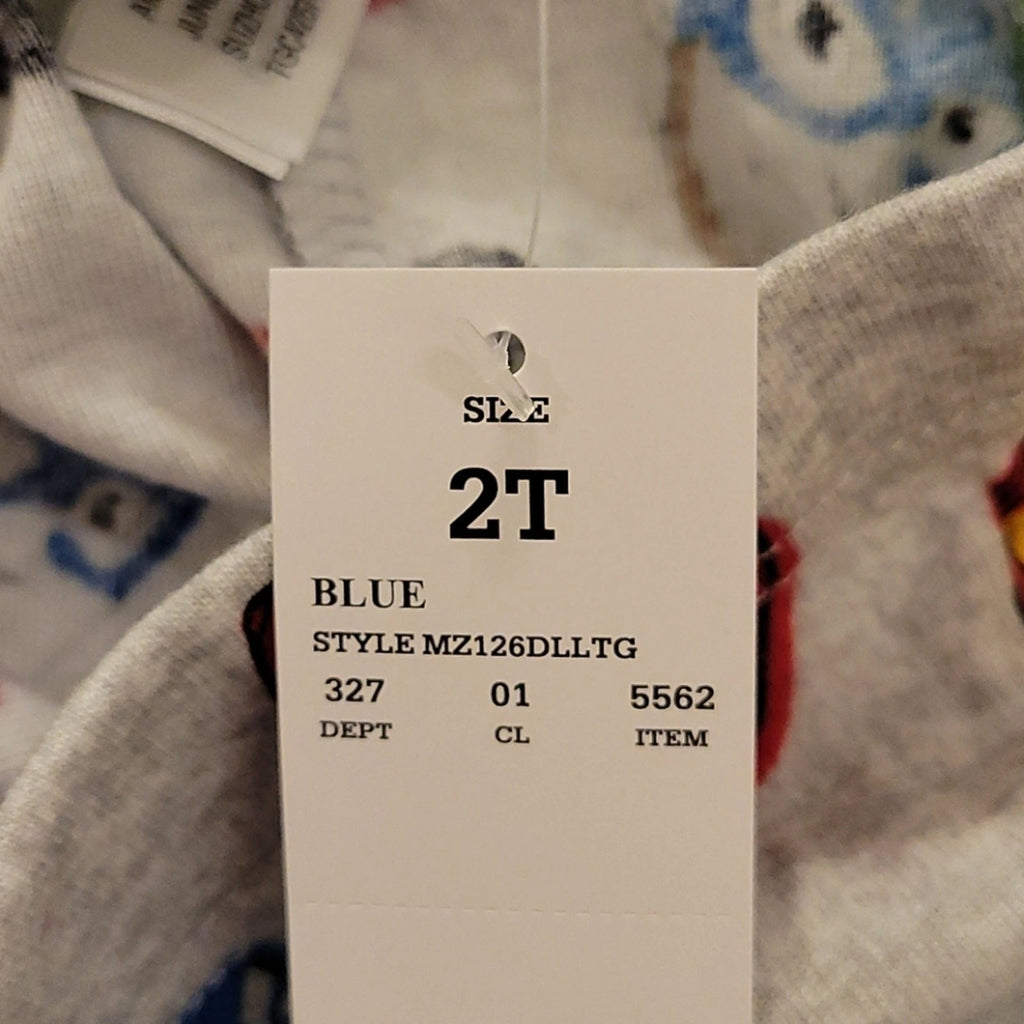 SIZE
2T
BLUE
STYLE MZ126DLLTG
327 01 5562
DEPT CL ITEM